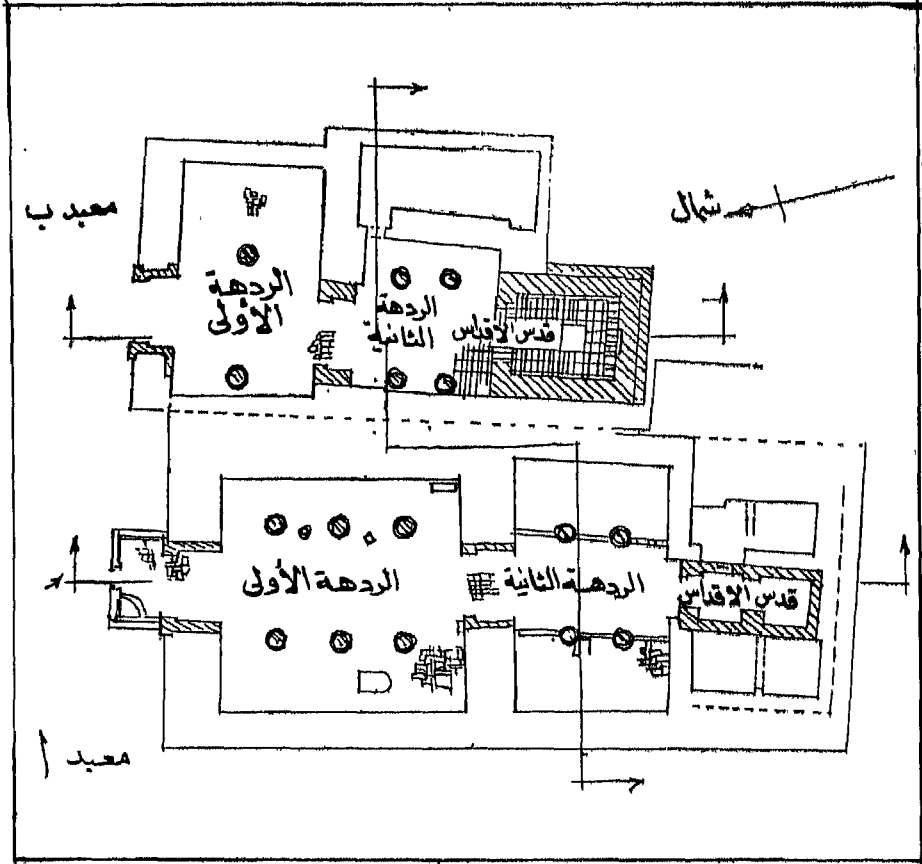 معبد ب
شمال
الردهة
الأولى
الردهة
الثانية
قدس الاقداس
الردهة الأولى
الردهة الثانية
قدس الاقداس
معبد أ